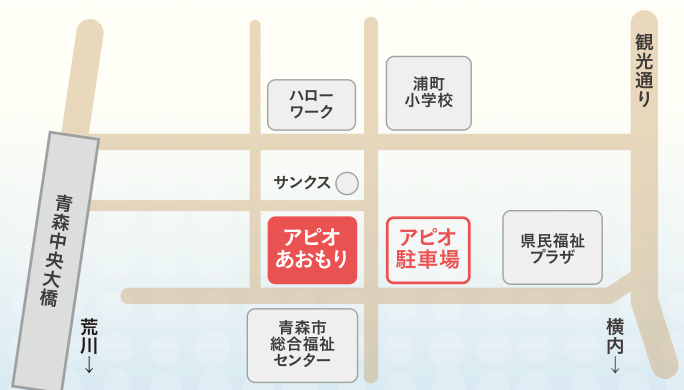 観光通り
浦町
小学校
ハロー
ワーク
サンクス
青森中央大橋
アピオ
あおもり
アピオ
駐車場
県民福祉
プラザ
荒川↓
青森市
総合福祉
センター
横内↓